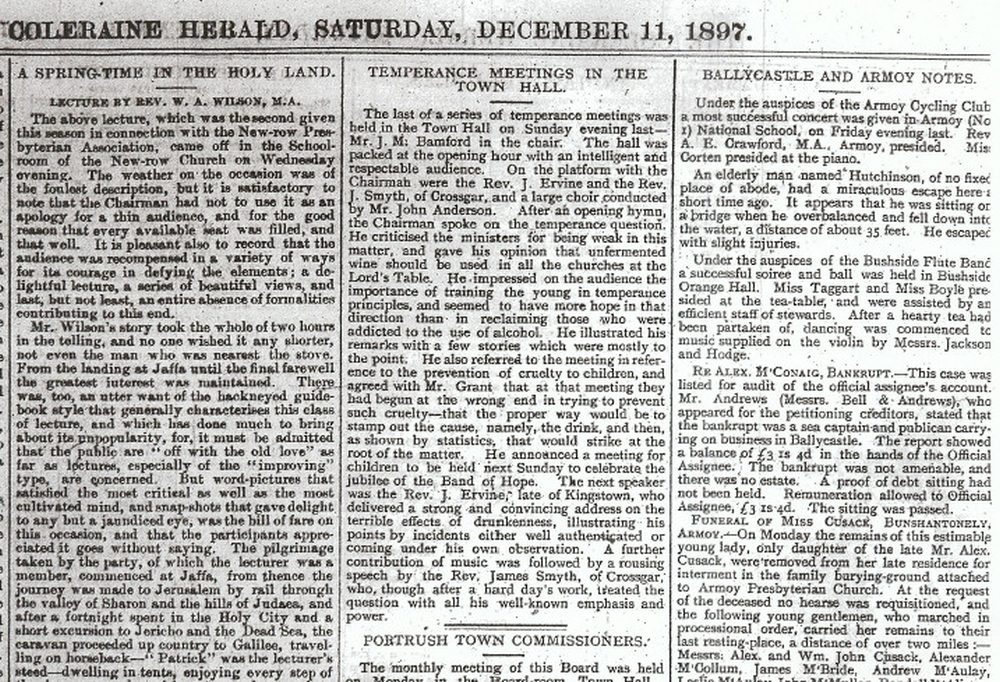 COLERAINE HERALD, SATURDAY, DECEMBER 11, 1897.
A SPRING-TIME IN THE HOLY LAND.
LECTURE BY REV. W. A. WILSON, M.A.
The above lecture, which was the second given
this season in connection with the New-row Pres-
byterian Association, came off in the School-
room of the New-row Church on Wednesday
evening. The weather on the occasion was of
the foulest description, but it is satisfactory to
note that the Chairman had not to use it as an
apology for a thin audience, and for the good
reason that every available seat was filled, and
that well. It is pleasant also to record that the
audience was recompensed in a variety of ways
for its courage in defying the elements; a de-
lightful lecture, a series of beautiful views, and
last, but not least, an entire absence of formalities
contributing to this end.
Mr. Wilson's story took the whole of two hours
in the telling, and no one wished it any shorter,
not even the man who was nearest the stove.
From the landing at Jaffa until the final farewell
the greatest interest was maintained. There
was, too, an utter want of the hackneyed guide-
book style that generally characterises this class
of lecture, and which has done much to bring
about its unpopularity, for, it must be admitted
that the public are "off with the old love" as
far as lectures, especially of the "improving"
type, are concerned. But word-pictures that
satisfied the most critical as well as the most
cultivated mind, and snap-shots that gave delight
to any but a jaundiced eye, was the bill of fare on
this occasion, and that the participants appre-
ciated it goes without saying. The pilgrimage
taken by the party, of which the lecturer was a
member, commenced at Jaffa, from thence the
journey was made to Jerusalem by rail through
the valley of Sharon and the hills of Judaea, and
after a fortnight spent in the Holy City and a
short excursion to Jericho and the Dead Sea, the
caravan proceeded up country to Galilee, travel-
ling on horseback—"Patrick" was the lecturer's
steed—dwelling in tents, enjoying every step of
TEMPERANCE MEETINGS IN THE
TOWN HALL.
The last of a series of temperance meetings was
held in the Town Hall on Sunday evening last—
Mr. J. M. Bamford in the chair. The hall was
packed at the opening hour with an intelligent and
respectable audience. On the platform with the
Chairmah were the Rev. J. Ervine and the Rev.
J. Smyth, of Crossgar, and a large choir conducted
by Mr. John Anderson. After an opening hymn,
the Chairman spoke on the temperance question.
He criticised the ministers for being weak in this
matter, and gave his opinion that unfermented
wine should be used in all the churches at the
Lord's Table. He impressed on the audience the
importance of training the young in temperance
principles, and seemed to have more hope in that
direction than in reclaiming those who were
addicted to the use of alcohol. He illustrated his
remarks with a few stories which were mostly to
the point. He also referred to the meeting in refer-
ence to the prevention of cruelty to children, and
agreed with Mr. Grant that at that meeting they
had begun at the wrong end in trying to prevent
such cruelty—that the proper way would be to
stamp out the cause, namely, the drink, and then,
as shown by statistics, that would strike at the
root of the matter. He announced a meeting for
children to be held next Sunday to celebrate the
jubilee of the Band of Hope. The next speaker
was the Rev. J. Ervine, late of Kingstown, who
delivered a strong and convincing address on the
terrible effects of drunkenness, illustrating his
points by incidents either well authenticated or
coming under his own observation. A further
contribution of music was followed by a rousing
speech by the Rev. James Smyth, of Crossgar,
who, though after a hard day's work, treated the
question with all his well-known emphasis and
power.
PORTRUSH TOWN COMMISSIONERS.
The monthly meeting of this Board was held
on Monday in the Board-room, Town Hall.
BALLYCASTLE AND ARMOY NOTES.
Under the auspices of the Armoy Cycling Club
a most successful concert was given in Armoy (No
1) National School, on Friday evening last. Rev
A. E. Crawford, M.A., Armoy, presided. Mis:
Gorten presided at the piano.
An elderly man named Hutchinson, of no fixed
place of abode, had a miraculous escape here a
short time ago. It appears that he was sitting or
a bridge when he overbalanced and fell down into
the water, a distance of about 35 feet. He escaped
with slight injuries.
Under the auspices of the Bushside Flute Band
a successful soiree and ball was held in Bushside
Orange Hall. Miss Taggart and Miss Boyle pre-
sided at the tea-table, and were assisted by an
efficient staff of stewards. After a hearty tea had
been partaken of, dancing was commenced to
music supplied on the violin by Messrs. Jackson
and Hodge.
RE ALEX. M'CONAIG, BANKRUPT.—This case was
listed for audit of the official assignee's account.
Mr. Andrews (Messrs. Bell & Andrews), who
appeared for the petitioning creditors, stated that
the bankrupt was a sea captain and publican carry-
ing on business in Ballycastle. The report showed
a balance of £3 1s 4d in the hands of the Official
Assignee. The bankrupt was not amenable, and
there was no estate. A proof of debt sitting had
not been held. Remuneration allowed to Official
Assignee, £3 1s 4d. The sitting was passed.
FUNERAL OF MISS CUSACK, BUNSHANTONELY,
ARMOY.—On Monday the remains of this estimable
young lady, only daughter of the late Mr. Alex.
Cusack, were removed from her late residence for
interment in the family burying-ground attached
to Armoy Presbyterian Church. At the request
of the deceased no hearse was requisitioned, and
the following young gentlemen, who marched in
processional order, carried her remains to their
last resting-place, a distance of over two miles:—
Messrs. Alex. and Wm. John Cusack, Alexander
M'Collum, James M'Bride, Andrew M'Aulay,